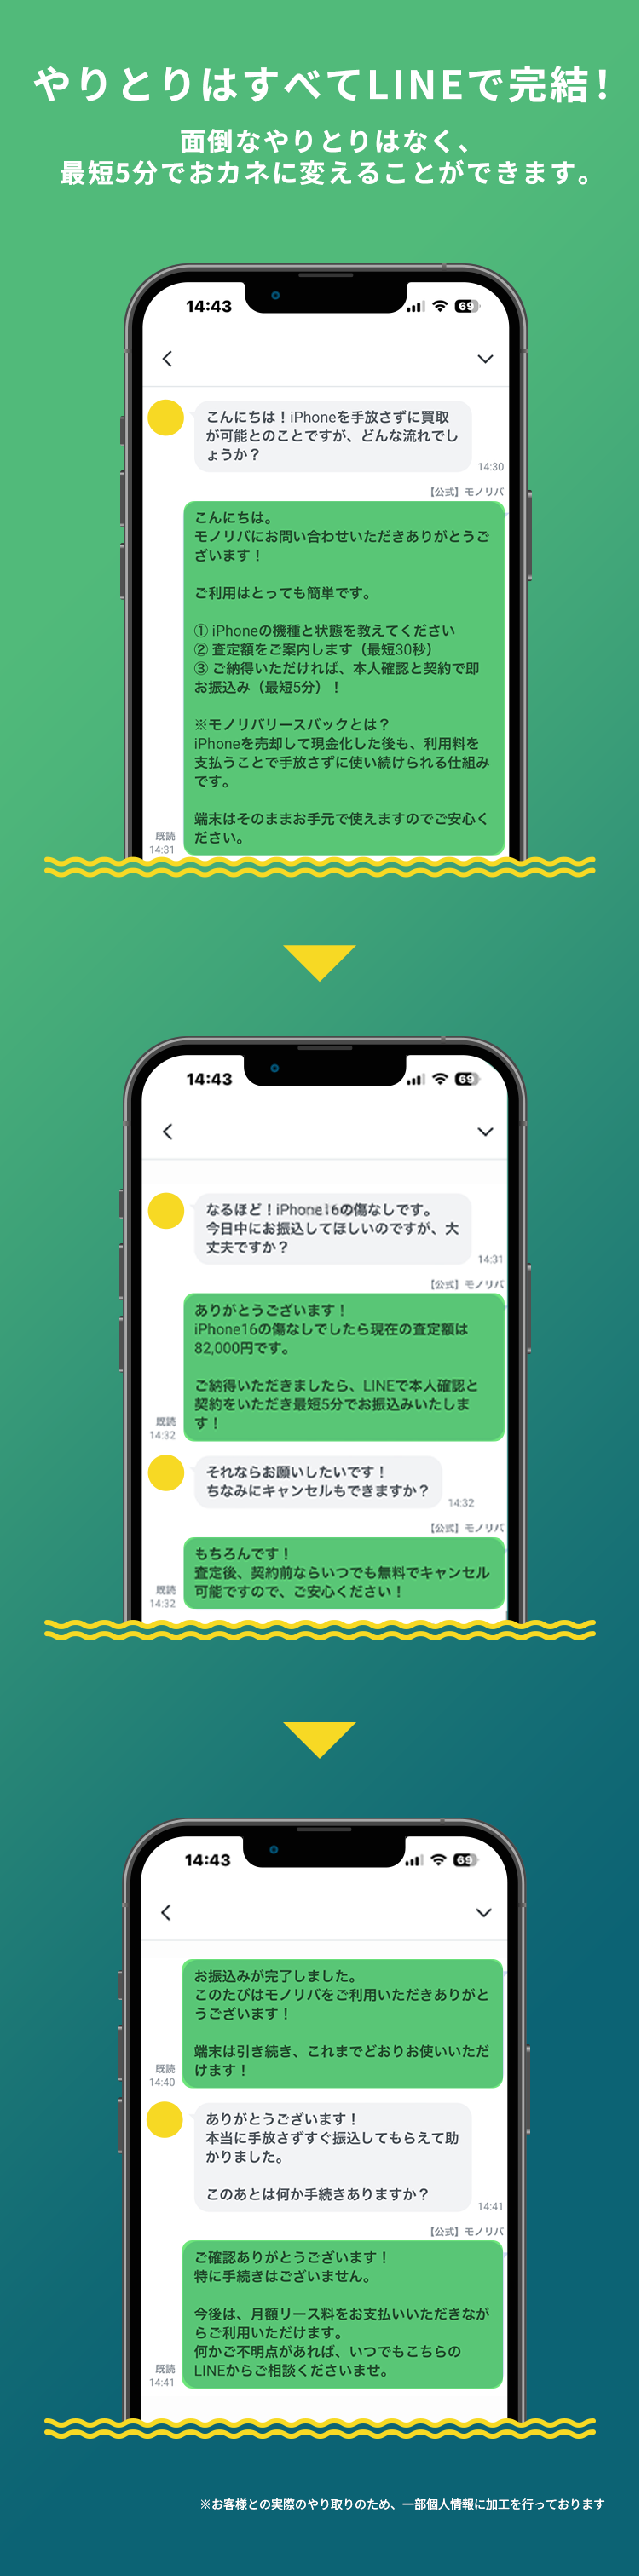 やりとりはすべてLINEで完結！
面倒なやりとりはなく、
最短5分でおカネに変えることができます。
14:43
69
こんにちは！iPhoneを手放さずに買取
が可能とのことですが、どんな流れでし
ょうか？
14:30
【公式】モノリバ
こんにちは。
モノリバにお問い合わせいただきありがとうご
ざいます！
ご利用はとっても簡単です。
① iPhoneの機種と状態を教えてください
② 査定額をご案内します（最短30秒）
③ ご納得いただければ、本人確認と契約で即
お振込み（最短5分）！
※モノリバリースバックとは？
iPhoneを売却して現金化した後も、利用料を
支払うことで手放さずに使い続けられる仕組み
です。
端末はそのままお手元で使えますのでご安心く
ださい。
既読
14:31
14:43
69
なるほど！iPhone16の傷なしです。
今日中にお振込してほしいのですが、大
丈夫ですか？
14:31
【公式】モノリバ
ありがとうございます！
iPhone16の傷なしでしたら現在の査定額は
82,000円です。
ご納得いただきましたら、LINEで本人確認と
契約をいただき最短5分でお振込みいたしま
す！
既読
14:32
それならお願いしたいです！
ちなみにキャンセルもできますか？
14:32
【公式】モノリバ
もちろんです！
査定後、契約前ならいつでも無料でキャンセル
可能ですので、ご安心ください！
既読
14:32
14:43
69
お振込みが完了しました。
このたびはモノリバをご利用いただきありがと
うございます！
端末は引き続き、これまでどおりお使いいただ
けます！
既読
14:40
ありがとうございます！
本当に手放さずすぐ振込してもらえて助
かりました。
このあとは何か手続きありますか？
14:41
【公式】モノリバ
ご確認ありがとうございます！
特に手続きはございません。
今後は、月額リース料をお支払いいただきなが
らご利用いただけます。
何かご不明点があれば、いつでもこちらの
LINEからご相談くださいませ。
既読
14:41
※お客様との実際のやり取りのため、一部個人情報に加工を行っております